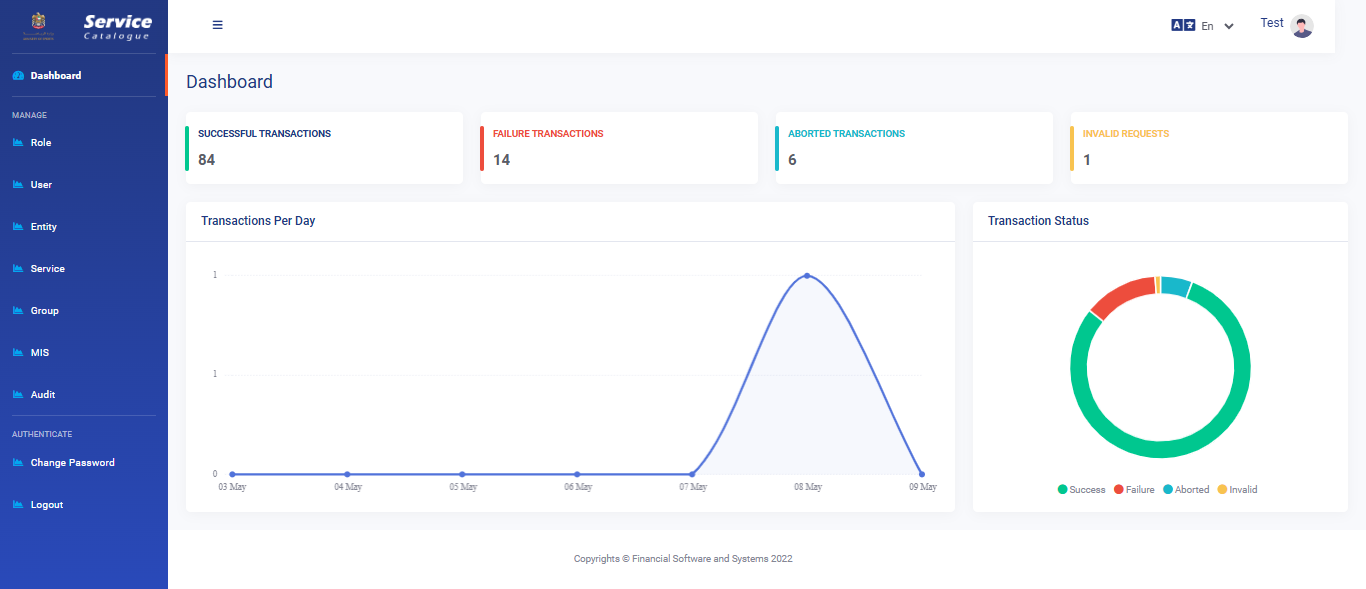 Service
Catalogue
En
Test
Dashboard
MANAGE
Role
User
Entity
Service
Group
MIS
Audit
AUTHENTICATE
Change Password
Logout
Dashboard
SUCCESSFUL TRANSACTIONS
84
FAILURE TRANSACTIONS
14
ABORTED TRANSACTIONS
6
INVALID REQUESTS
1
Transactions Per Day
1
1
0
03 May 04 May 05 May 06 May 07 May 08 May 09 May
Transaction Status
Success Failure Aborted Invalid
Copyrights © Financial Software and Systems 2022